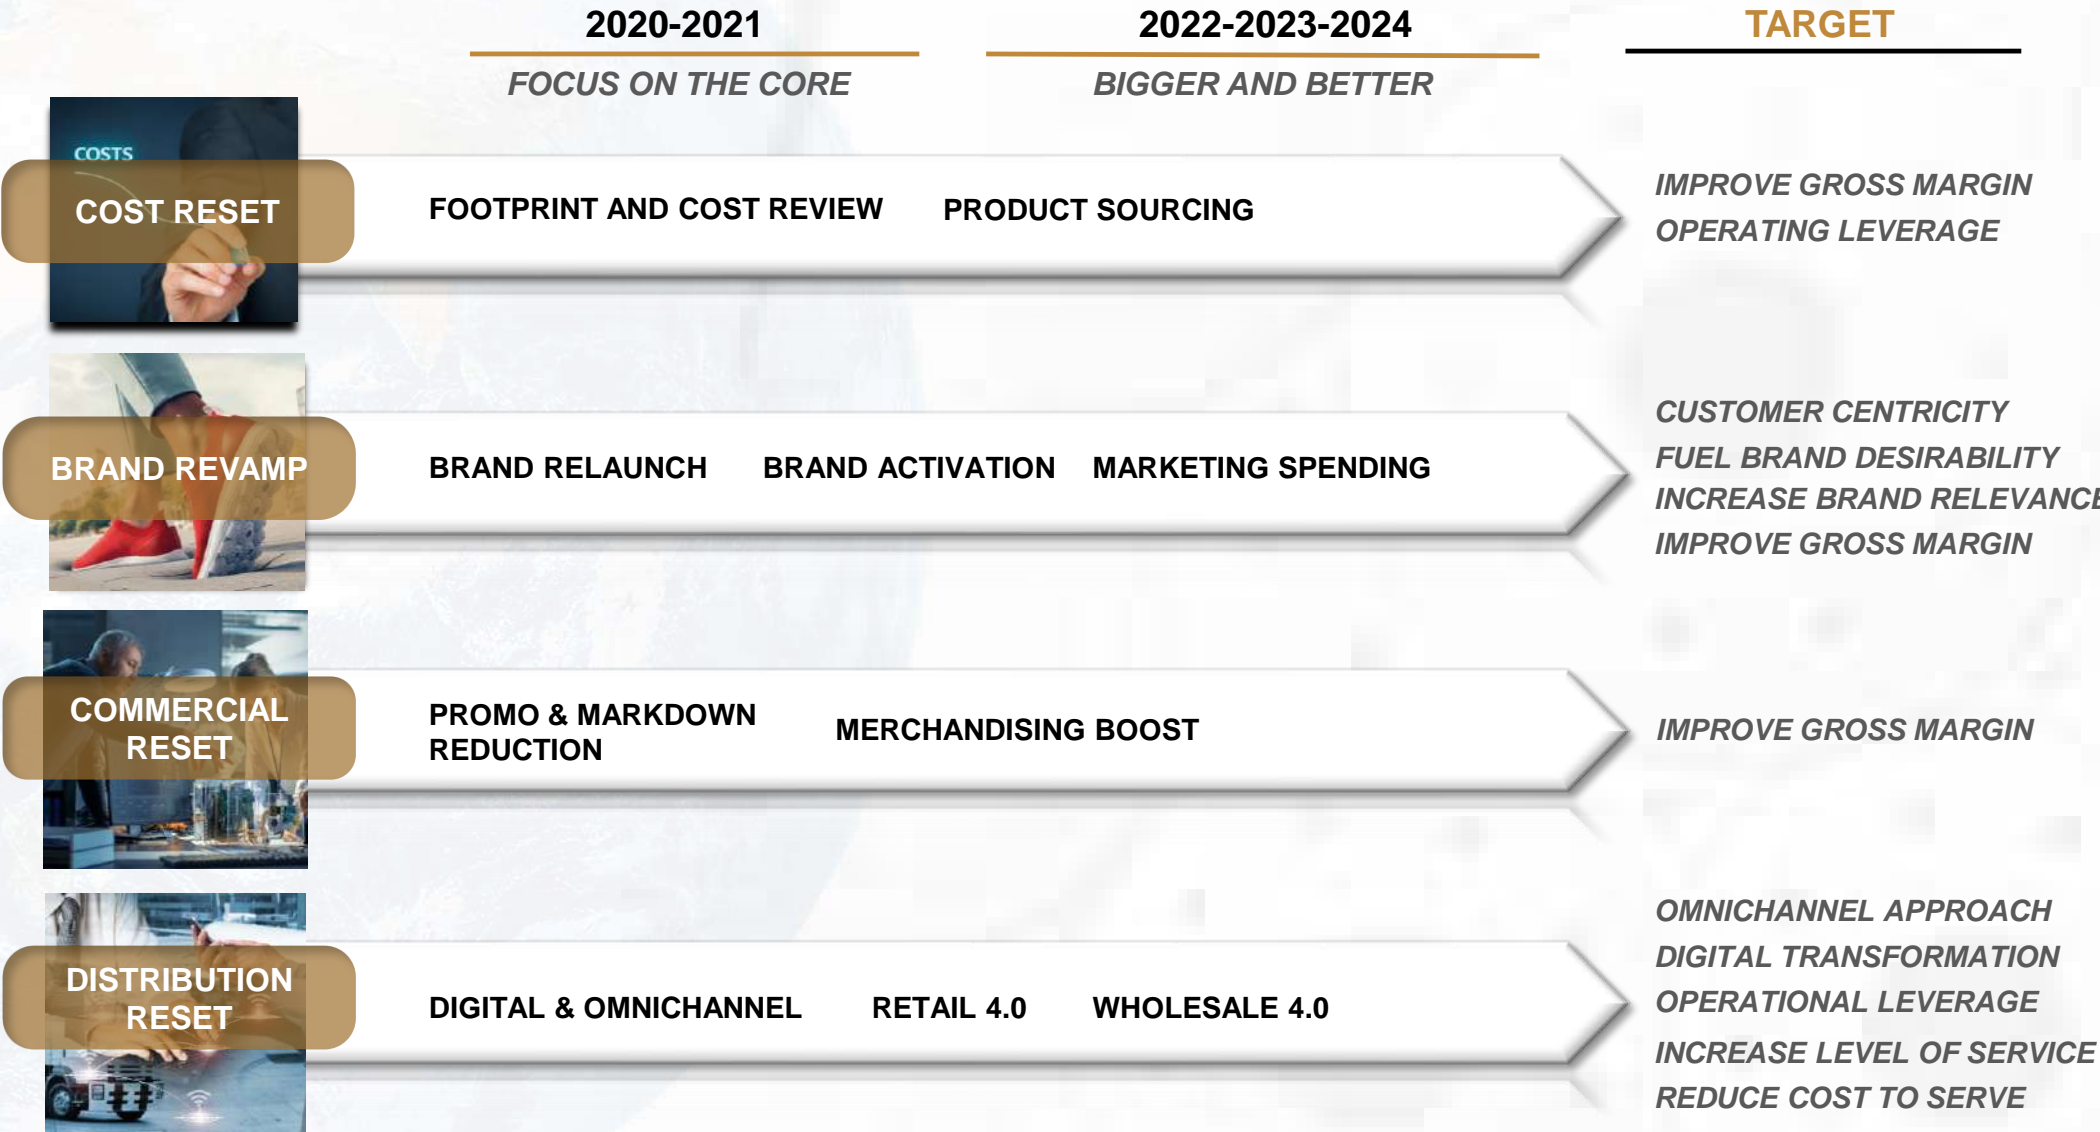 2020-2021
2022-2023-2024
TARGET
FOCUS ON THE CORE
BIGGER AND BETTER
COSTS
COST RESET
FOOTPRINT AND COST REVIEW
PRODUCT SOURCING
IMPROVE GROSS MARGIN
OPERATING LEVERAGE
BRAND REVAMP
BRAND RELAUNCH
BRAND ACTIVATION
MARKETING SPENDING
CUSTOMER CENTRICITY
FUEL BRAND DESIRABILITY
INCREASE BRAND RELEVANCE
IMPROVE GROSS MARGIN
COMMERCIAL
RESET
PROMO & MARKDOWN
REDUCTION
MERCHANDISING BOOST
IMPROVE GROSS MARGIN
DISTRIBUTION
RESET
DIGITAL & OMNICHANNEL
RETAIL 4.0
WHOLESALE 4.0
OMNICHANNEL APPROACH
DIGITAL TRANSFORMATION
OPERATIONAL LEVERAGE
INCREASE LEVEL OF SERVICE
REDUCE COST TO SERVE